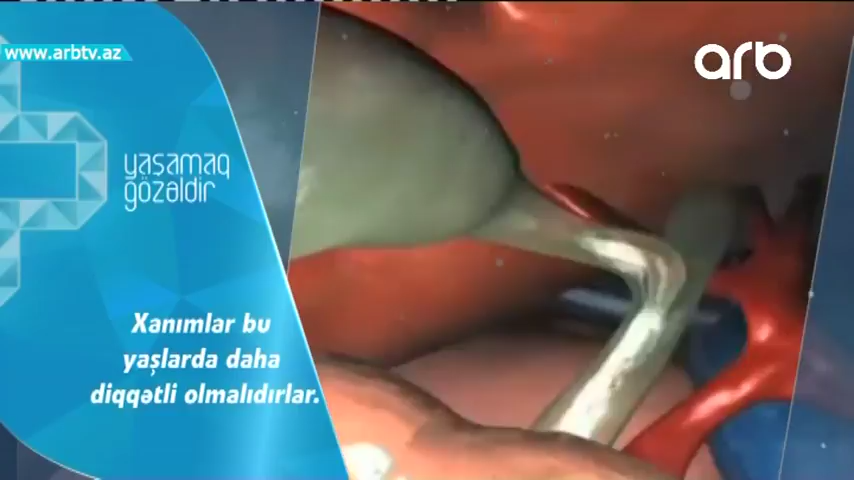 www.arbtv.az
arb
yaşamaq
gözəldir
Xanımlar bu
yaşlarda daha
diqqətli olmalıdırlar.